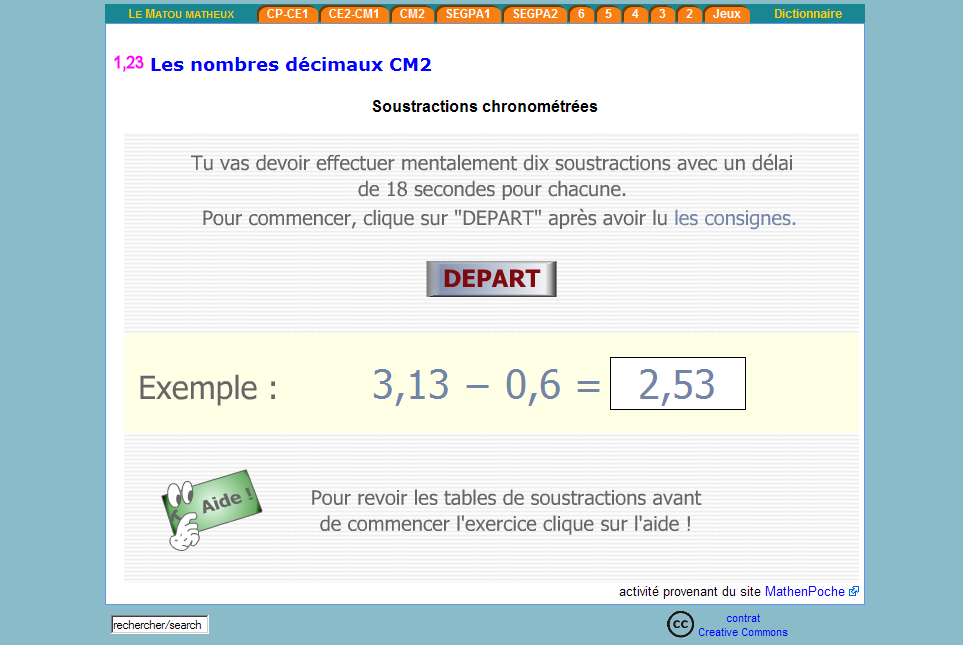 LE MATOU MATHEUX CP-CE1 CE2-CM1 CM2 SEGPA1 SEGPA2 6 5 4 3 2 Jeux Dictionnaire
1,23 Les nombres décimaux CM2
Soustractions chronométrées
Tu vas devoir effectuer mentalement dix soustractions avec un délai
de 18 secondes pour chacune.
Pour commencer, clique sur "DEPART" après avoir lu les consignes.
DEPART
Exemple : 3,13 − 0,6 = 2,53
Aide !
Pour revoir les tables de soustractions avant
de commencer l'exercice clique sur l'aide !
activité provenant du site MathenPoche
rechercher/search
cc contrat
Creative Commons